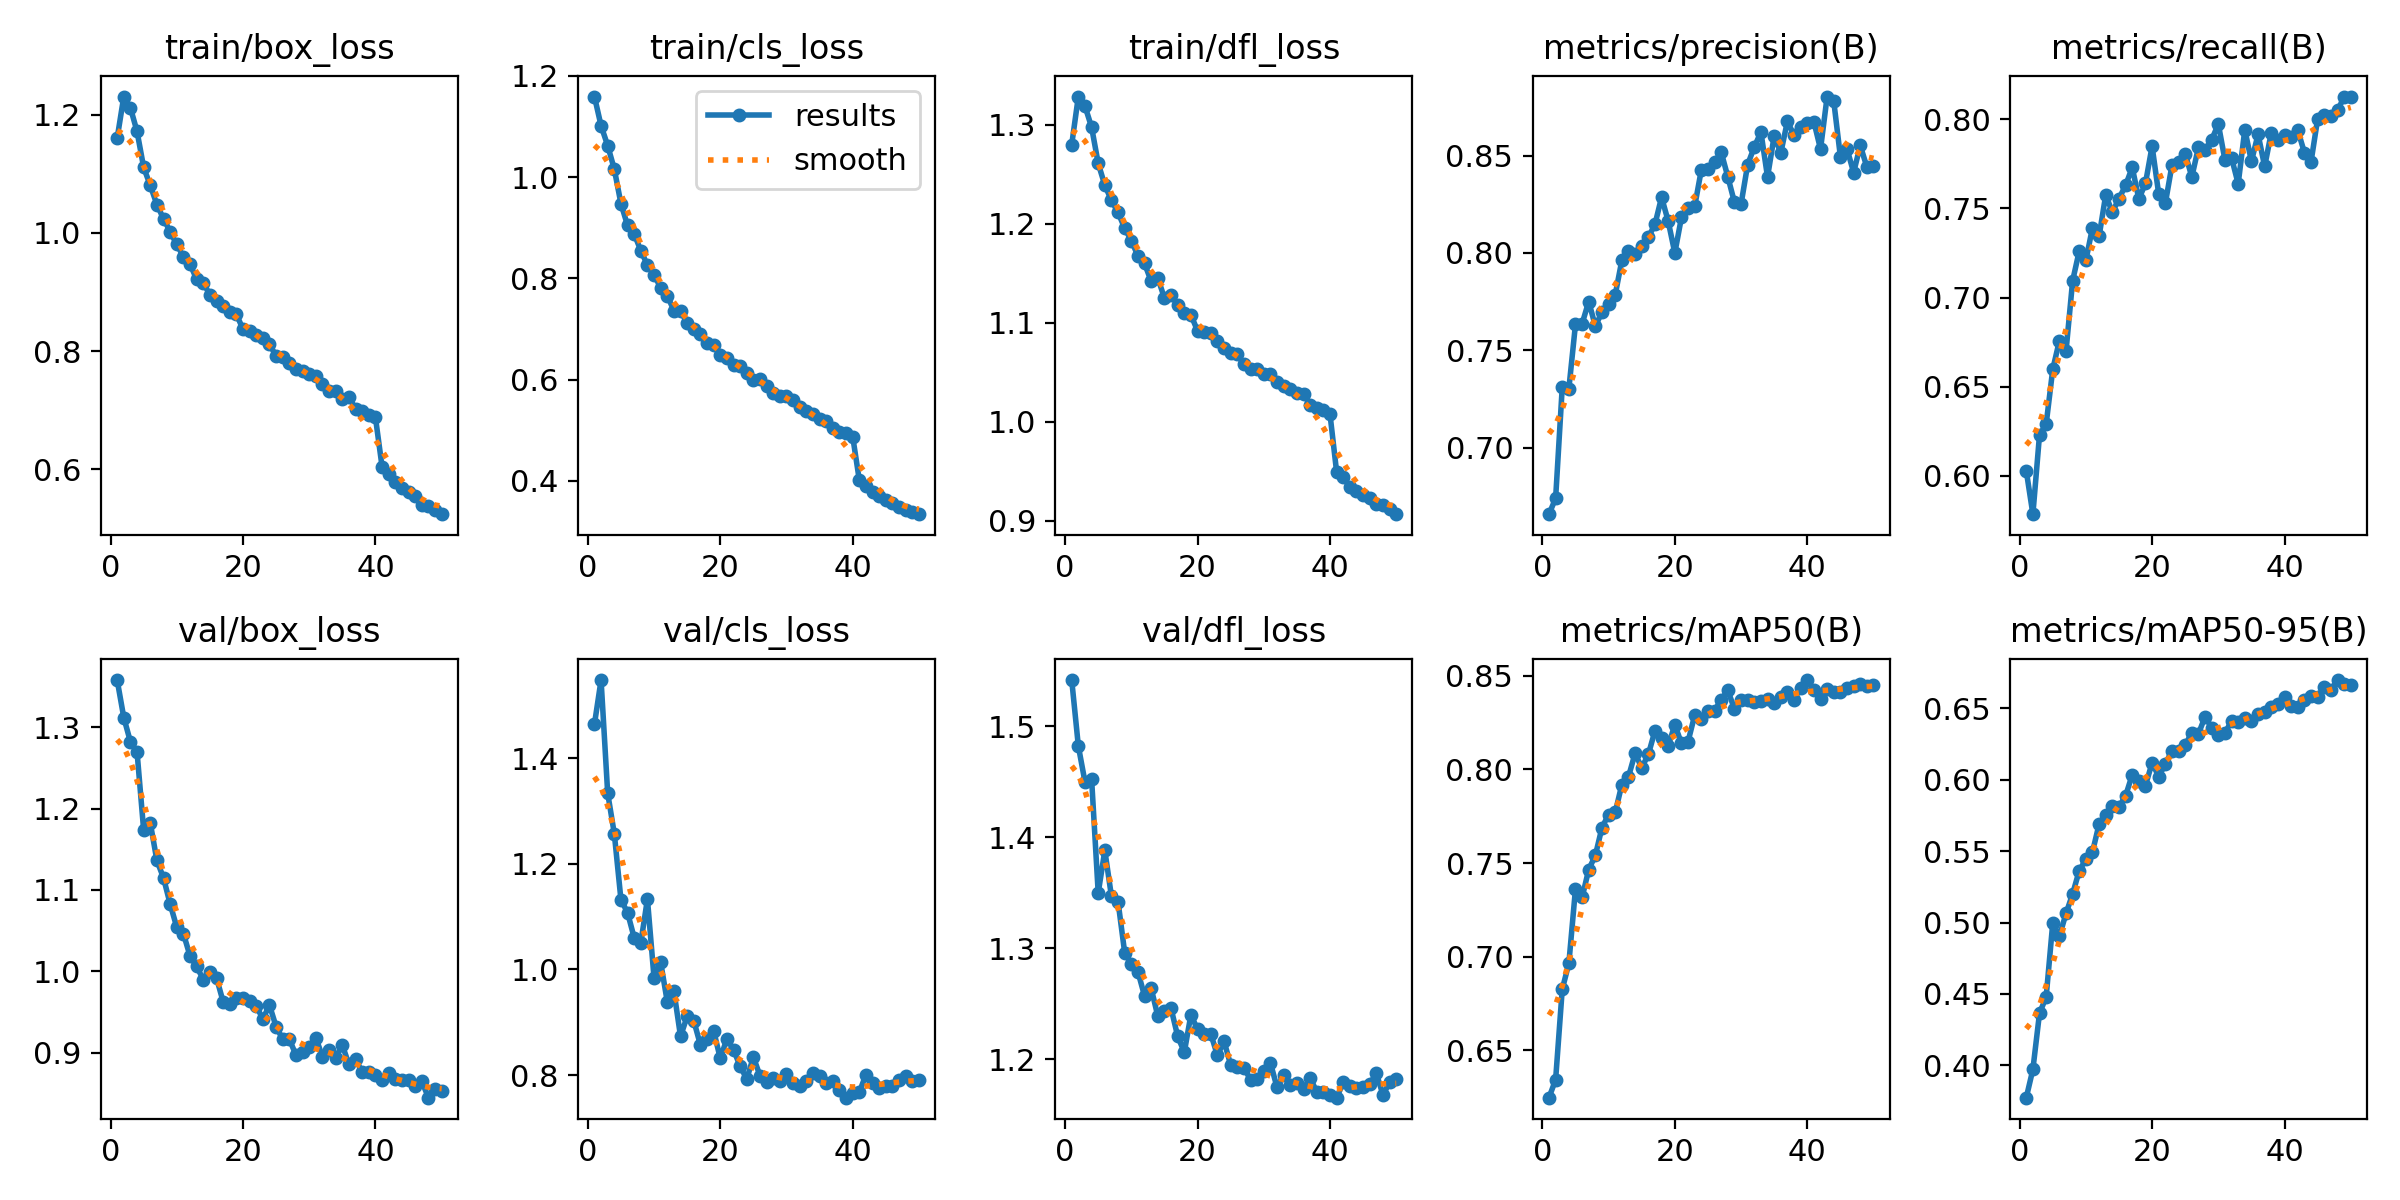 train/box_loss
1.2
1.0
0.8
0.6
0 20 40
train/cls_loss
1.2
1.0
0.8
0.6
0.4
0 20 40
results
smooth
train/dfl_loss
1.3
1.2
1.1
1.0
0.9
0 20 40
metrics/precision(B)
0.85
0.80
0.75
0.70
0 20 40
metrics/recall(B)
0.80
0.75
0.70
0.65
0.60
0 20 40
val/box_loss
1.3
1.2
1.1
1.0
0.9
0 20 40
val/cls_loss
1.4
1.2
1.0
0.8
0 20 40
val/dfl_loss
1.5
1.4
1.3
1.2
0 20 40
metrics/mAP50(B)
0.85
0.80
0.75
0.70
0.65
0 20 40
metrics/mAP50-95(B)
0.65
0.60
0.55
0.50
0.45
0.40
0 20 40